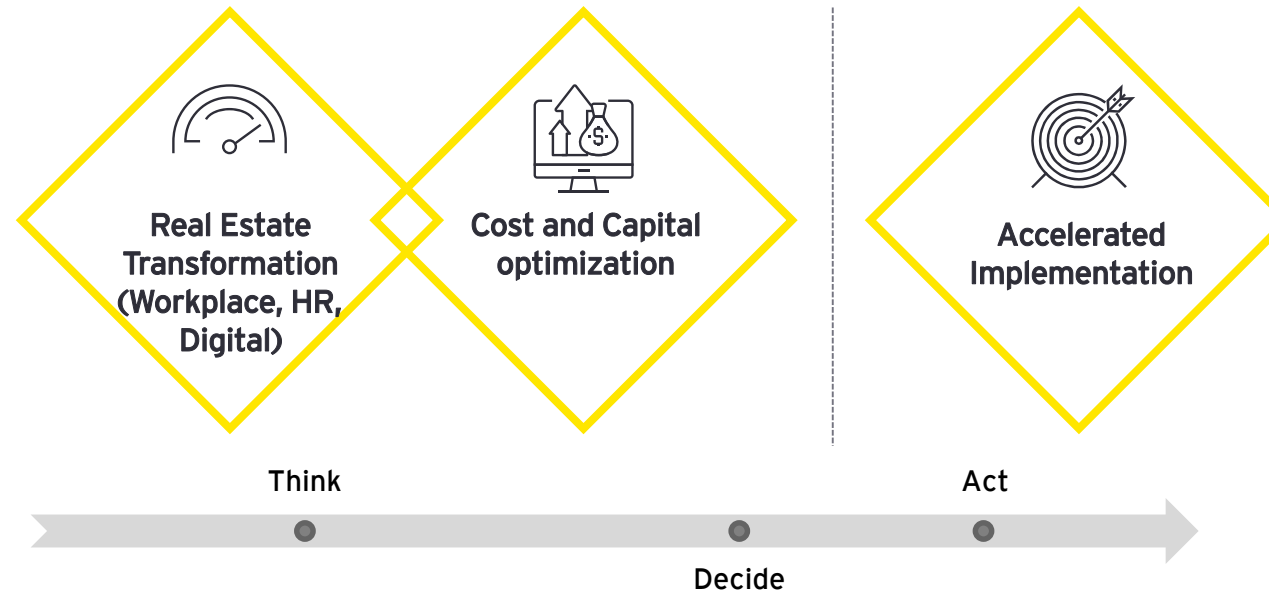 Real Estate
Transformation
(Workplace, HR,
Digital)
Cost and Capital
optimization
Accelerated
Implementation
Think
Act
Decide